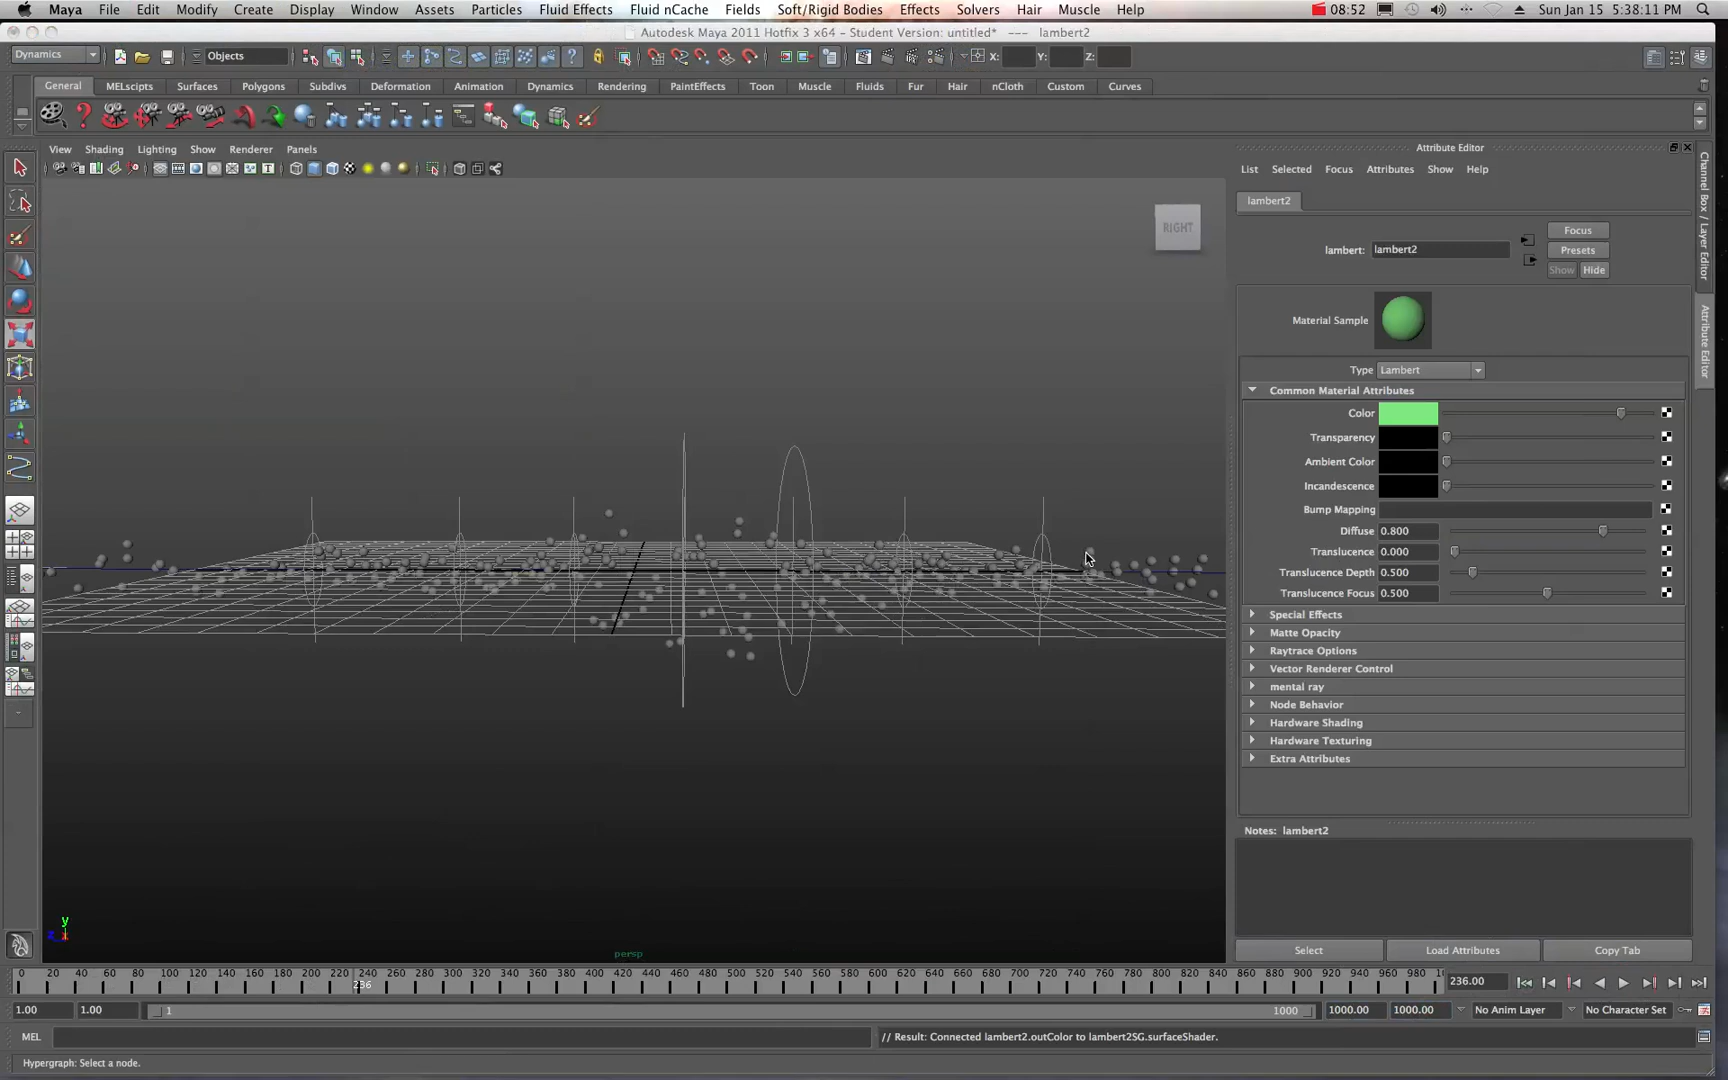 Maya File Edit Modify Create Display Window Assets Particles Fluid Effects Fluid nCache Fields Soft/Rigid Bodies Effects Solvers Hair Muscle Help 08:52 Sun Jan 15 5:38:11 PM
Autodesk Maya 2011 Hotfix 3 x64 - Student Version: untitled* --- lambert2
Dynamics Objects X: Y: Z:
General MELscipts Surfaces Polygons Subdivs Deformation Animation Dynamics Rendering PaintEffects Toon Muscle Fluids Fur Hair nCloth Custom Curves
View Shading Lighting Show Renderer Panels
RIGHT
y
z
persp
Attribute Editor
List Selected Focus Attributes Show Help
lambert2
lambert: lambert2
Focus
Presets
Show Hide
Material Sample
Type Lambert
Common Material Attributes
Color
Transparency
Ambient Color
Incandescence
Bump Mapping
Diffuse 0.800
Translucence 0.000
Translucence Depth 0.500
Translucence Focus 0.500
Special Effects
Matte Opacity
Raytrace Options
Vector Renderer Control
mental ray
Node Behavior
Hardware Shading
Hardware Texturing
Extra Attributes
Notes: lambert2
Select Load Attributes Copy Tab
Channel Box / Layer Editor
Attribute Editor
0 20 40 60 80 100 120 140 160 180 200 220 240 260 280 300 320 340 360 380 400 420 440 460 480 500 520 540 560 580 600 620 640 660 680 700 720 740 760 780 800 820 840 860 880 900 920 940 960 980
236
236.00
1.00 1.00 1 1000 1000.00 1000.00 No Anim Layer No Character Set
MEL // Result: Connected lambert2.outColor to lambert2SG.surfaceShader.
Hypergraph: Select a node.